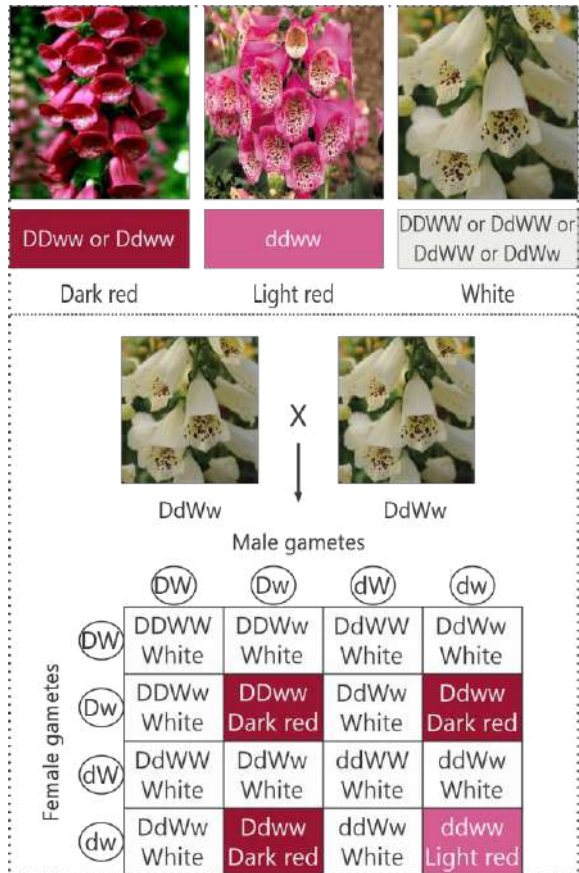 DDww or Ddww
ddww
DDWW or DdWW or
DdWW or DdWw
Dark red
Light red
White
X
DdWw
DdWw
Male gametes
DW
Dw
dW
dw
Female gametes
DW
DDWW
White
DDWw
White
DdWW
White
DdWw
White
Dw
DDWw
White
DDww
Dark red
DdWw
White
Ddww
Dark red
dW
DdWW
White
DdWw
White
ddWW
White
ddWw
White
dw
DdWw
White
Ddww
Dark red
ddWw
White
ddww
Light red